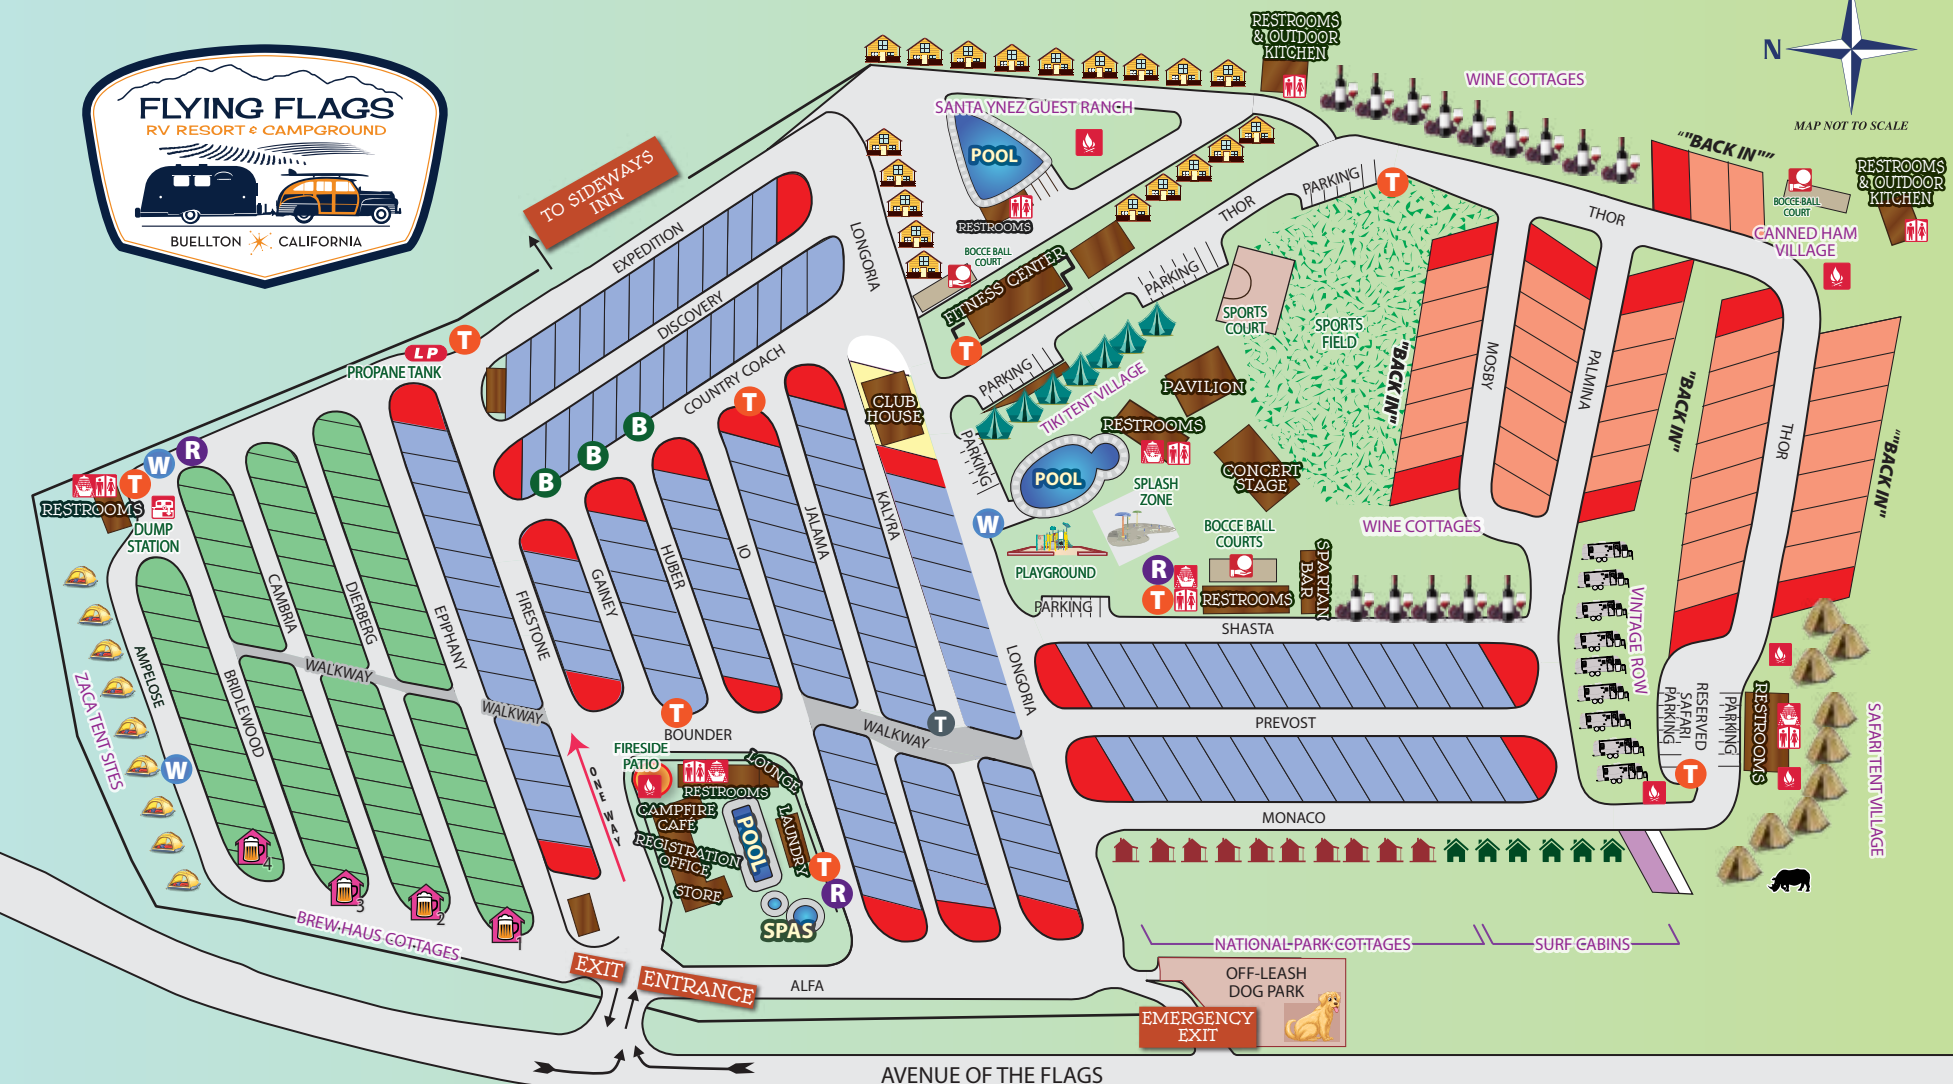 FLYING FLAGS
RV RESORT & CAMPGROUND
BUELLTON CALIFORNIA
TO SIDEWAYS
INN
RESTROOMS
& OUTDOOR
KITCHEN
WINE COTTAGES
N
MAP NOT TO SCALE
""BACK IN""
SANTA YNEZ GUEST RANCH
POOL
RESTROOMS
BOCCE BALL
COURT
FITNESS CENTER
T
THOR
PARKING
T
PARKING
THOR
BOCCE BALL
COURT
RESTROOMS
& OUTDOOR
KITCHEN
CANNED HAM
VILLAGE
EXPEDITION
DISCOVERY
COUNTRY COACH
LONGORIA
T
LP
PROPANE TANK
B
B
B
T
CLUB
HOUSE
PARKING
TIKI TENT VILLAGE
PARKING
SPORTS
COURT
SPORTS
FIELD
PAVILION
RESTROOMS
CONCERT
STAGE
POOL
SPLASH
ZONE
W
PLAYGROUND
BOCCE BALL
COURTS
R
T
RESTROOMS
SPARTAN
BAR
PARKING
WINE COTTAGES
"BACK IN"
MOSBY
PALMINA
"BACK IN"
THOR
"BACK IN"
R
W
T
RESTROOMS
DUMP
STATION
CAMBRIA
DIERBERG
EPIPHANY
FIRESTONE
GAINEY
HUBER
IO
JALAMA
KALYRA
LONGORIA
SHASTA
PREVOST
MONACO
VINTAGE ROW
RESERVED
SAFARI
PARKING
PARKING
RESTROOMS
T
SAFARI TENT VILLAGE
AMPELOSE
BRIDLEWOOD
WALKWAY
WALKWAY
WALKWAY
T
ZACA TENT SITES
W
T
BOUNDER
ONE WAY
FIRESIDE
PATIO
RESTROOMS
LOUNGE
CAMPFIRE
CAFÉ
REGISTRATION
OFFICE
STORE
POOL
LAUNDRY
T
R
SPAS
4
3
2
1
BREW HAUS COTTAGES
EXIT
ENTRANCE
ALFA
NATIONAL PARK COTTAGES
SURF CABINS
OFF-LEASH
DOG PARK
EMERGENCY
EXIT
AVENUE OF THE FLAGS